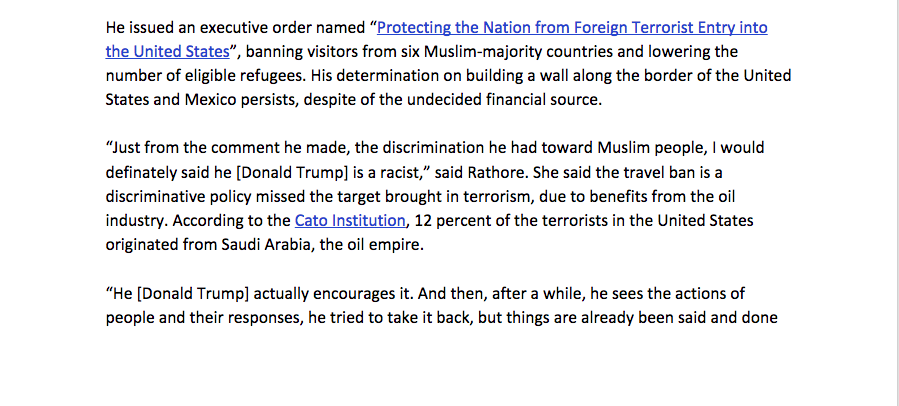 He issued an executive order named “Protecting the Nation from Foreign Terrorist Entry into
the United States”, banning visitors from six Muslim-majority countries and lowering the
number of eligible refugees. His determination on building a wall along the border of the United
States and Mexico persists, despite of the undecided financial source.
“Just from the comment he made, the discrimination he had toward Muslim people, I would
definately said he [Donald Trump] is a racist,” said Rathore. She said the travel ban is a
discriminative policy missed the target brought in terrorism, due to benefits from the oil
industry. According to the Cato Institution, 12 percent of the terrorists in the United States
originated from Saudi Arabia, the oil empire.
“He [Donald Trump] actually encourages it. And then, after a while, he sees the actions of
people and their responses, he tried to take it back, but things are already been said and done